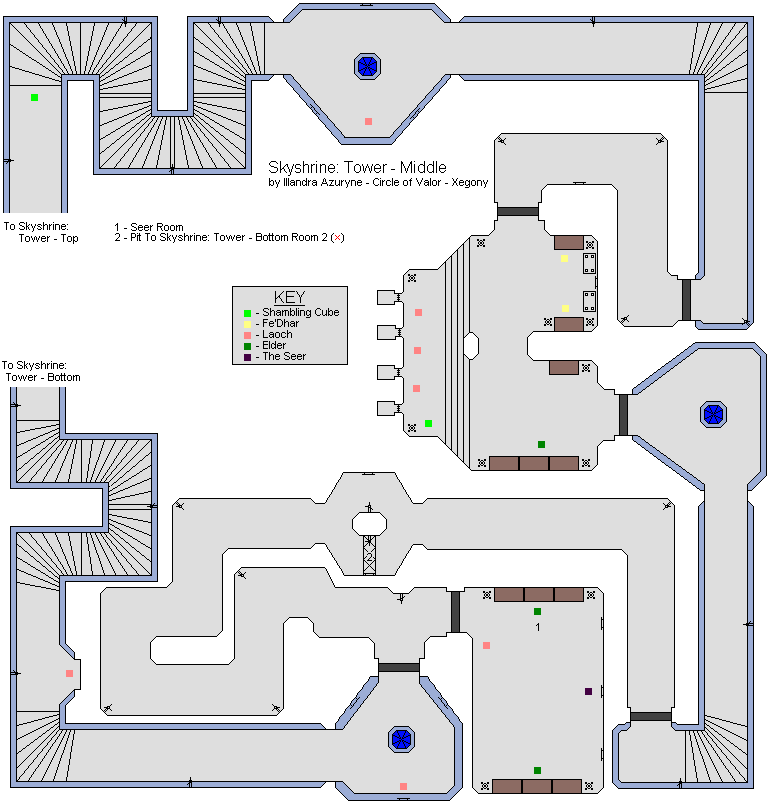 Skyshrine: Tower - Middle
by Illandra Azuryne - Circle of Valor - Xegony
To Skyshrine:
Tower - Top
1 - Seer Room
2 - Pit To Skyshrine: Tower - Bottom Room 2 (×)
KEY
- Shambling Cube
- Fe'Dhar
- Laoch
- Elder
- The Seer
To Skyshrine:
Tower - Bottom
2
1